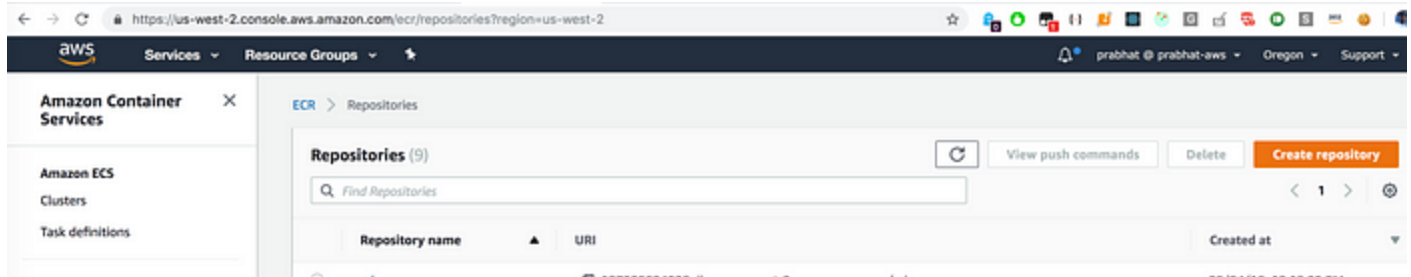 https://us-west-2.console.aws.amazon.com/ecr/repositories?region=us-west-2
aws Services Resource Groups prabhat @ prabhat-aws Oregon Support
Amazon Container Services
Amazon ECS
Clusters
Task definitions
ECR > Repositories
Repositories (9)
View push commands Delete Create repository
Find Repositories
< 1 >
Repository name URI Created at